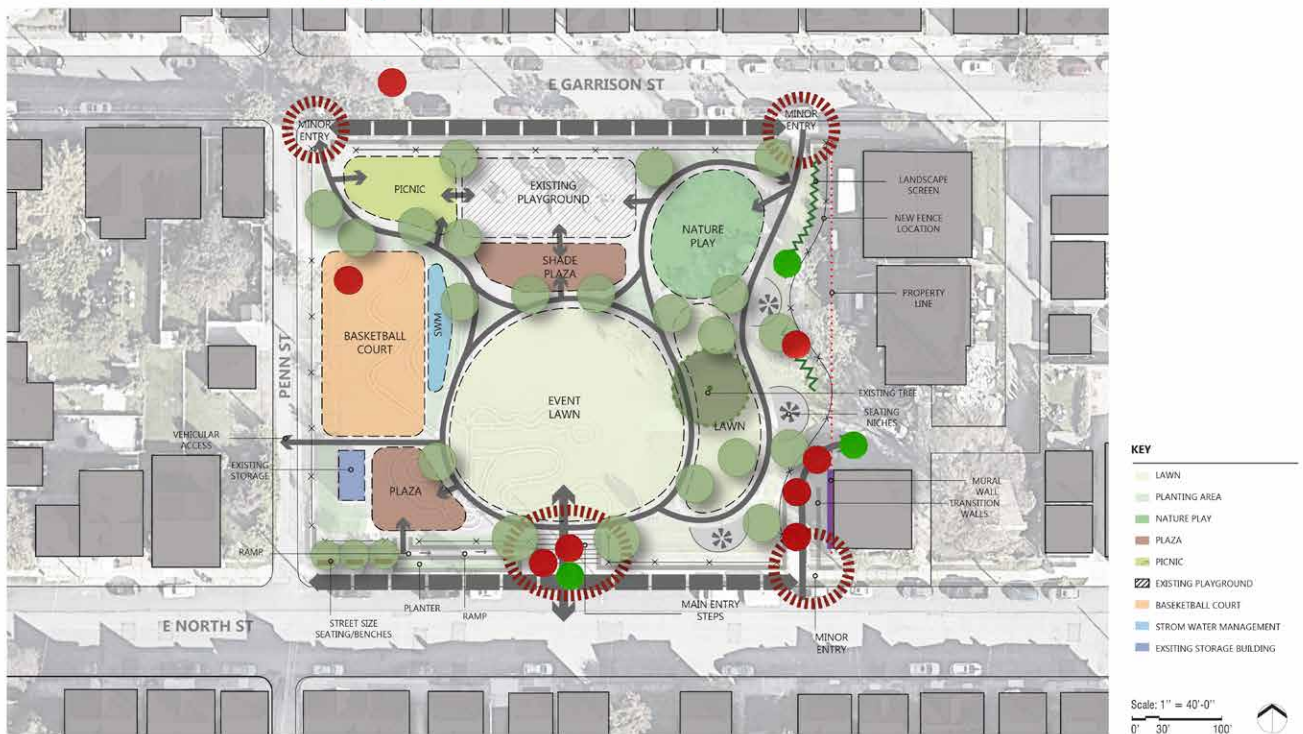 E GARRISON ST
MINOR
ENTRY
MINOR
ENTRY
PICNIC
EXISTING
PLAYGROUND
NATURE
PLAY
LANDSCAPE
SCREEN
NEW FENCE
LOCATION
SHADE
PLAZA
PROPERTY
LINE
BASKETBALL
COURT
SWM
PENN ST
EVENT
LAWN
EXISTING TREE
SEATING
NICHES
LAWN
VEHICULAR
ACCESS
EXISTING
STORAGE
PLAZA
MURAL
WALL
TRANSITION
WALLS
RAMP
PLANTER
RAMP
STREET SIZE
SEATING/BENCHES
MAIN ENTRY
STEPS
MINOR
ENTRY
E NORTH ST
KEY
LAWN
PLANTING AREA
NATURE PLAY
PLAZA
PICNIC
EXISTING PLAYGROUND
BASEKETBALL COURT
STROM WATER MANAGEMENT
EXSITING STORAGE BUILDING
Scale: 1'' = 40'-0''
0' 30' 100'